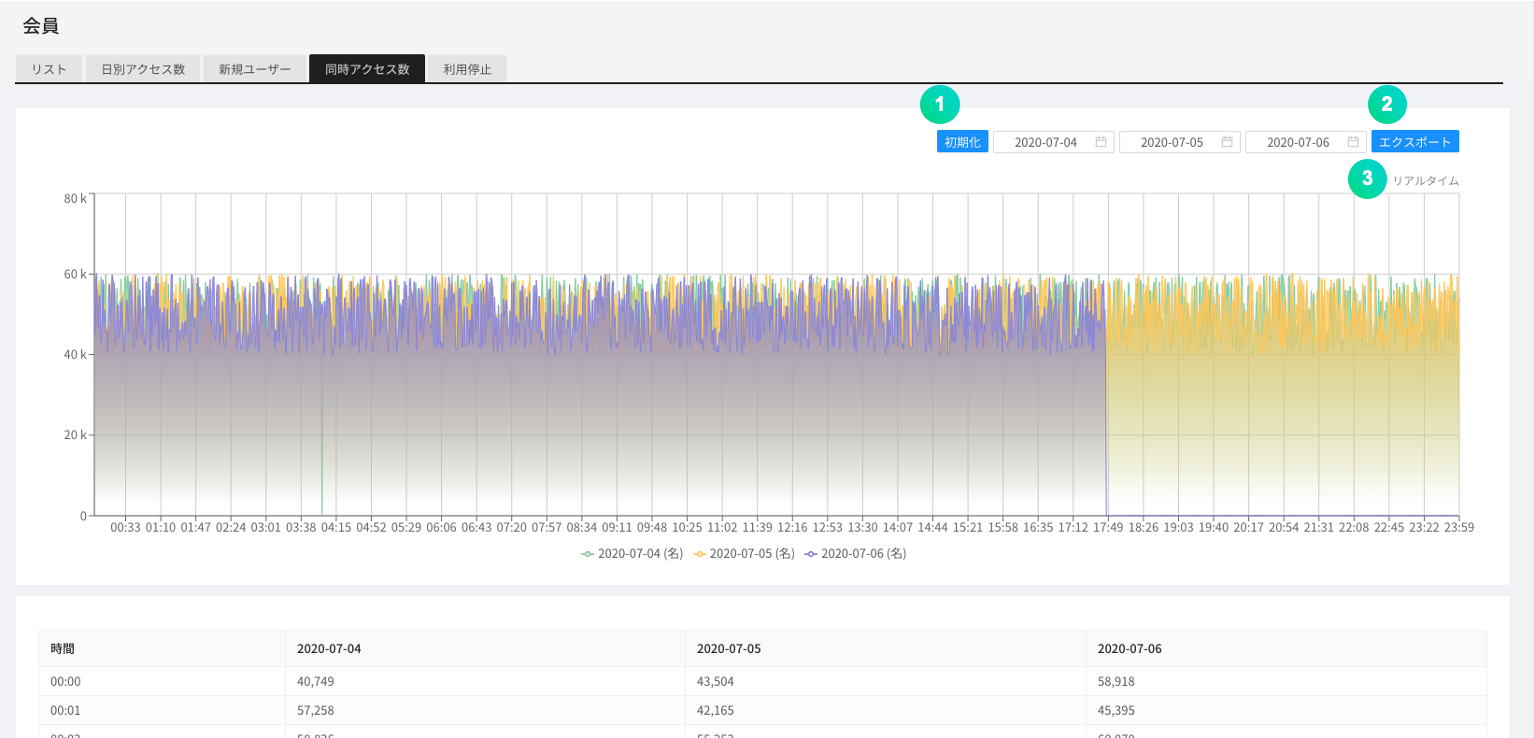 会員
リスト 日別アクセス数 新規ユーザー 同時アクセス数 利用停止
1 2
初期化 2020-07-04 2020-07-05 2020-07-06 エクスポート
3 リアルタイム
80 k
60 k
40 k
20 k
0
00:33 01:10 01:47 02:24 03:01 03:38 04:15 04:52 05:29 06:06 06:43 07:20 07:57 08:34 09:11 09:48 10:25 11:02 11:39 12:16 12:53 13:30 14:07 14:44 15:21 15:58 16:35 17:12 17:49 18:26 19:03 19:40 20:17 20:54 21:31 22:08 22:45 23:22 23:59
2020-07-04 (名) 2020-07-05 (名) 2020-07-06 (名)
時間 2020-07-04 2020-07-05 2020-07-06
00:00 40,749 43,504 58,918
00:01 57,258 42,165 45,395